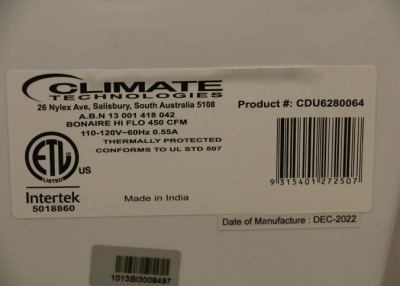 CLIMATE
TECHNOLOGIES
26 Nylex Ave, Salisbury, South Australia 5108
A.B.N 13 001 418 042
BONAIRE HI FLO 450 CFM
110-120V~60Hz 0.55A
THERMALLY PROTECTED
CONFORMS TO UL STD 507
ETL
LISTED
US
Intertek
5018860
Made in India
Product #: CDU6280064
9 315401 272507
Date of Manufacture : DEC-2022
1013BI3008497